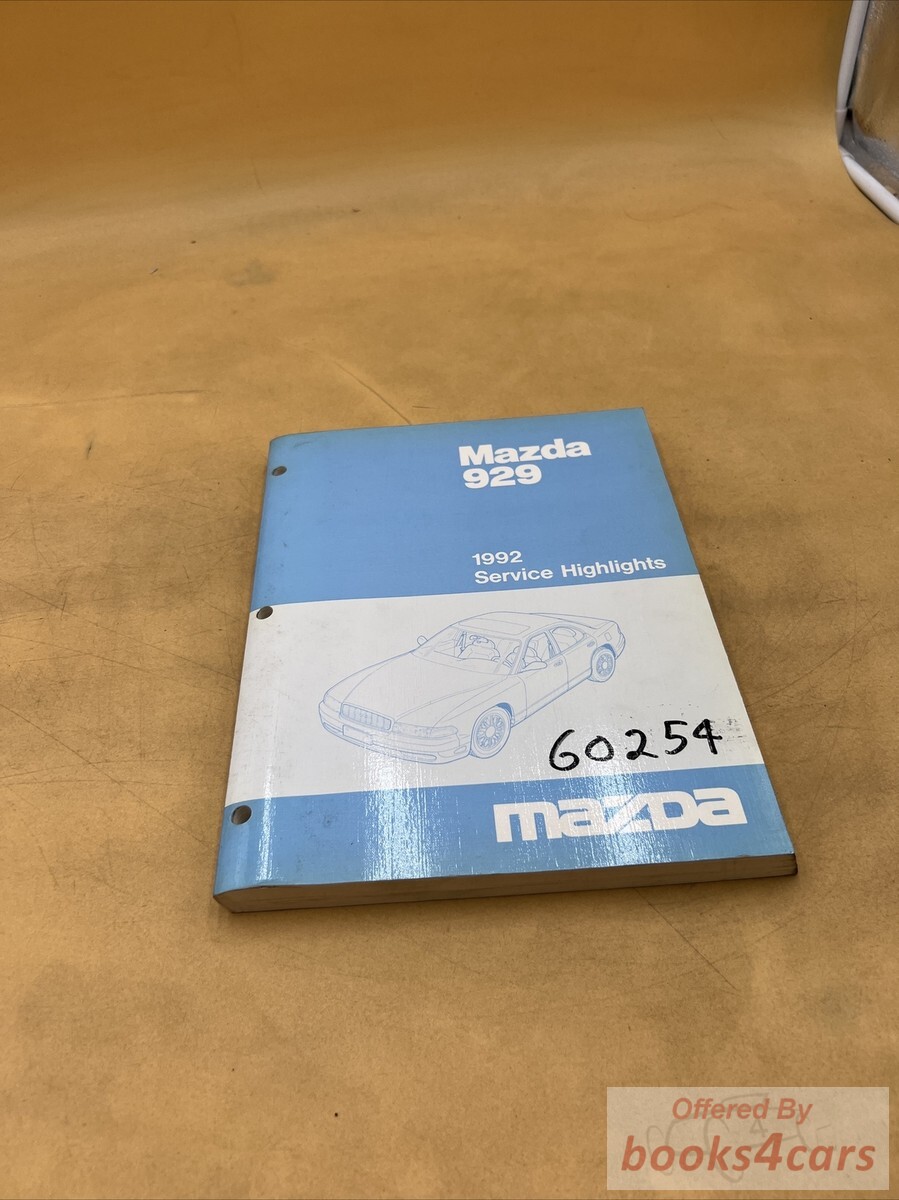 Mazda
929
1992
Service Highlights
60254
mazda
Offered By
books4cars